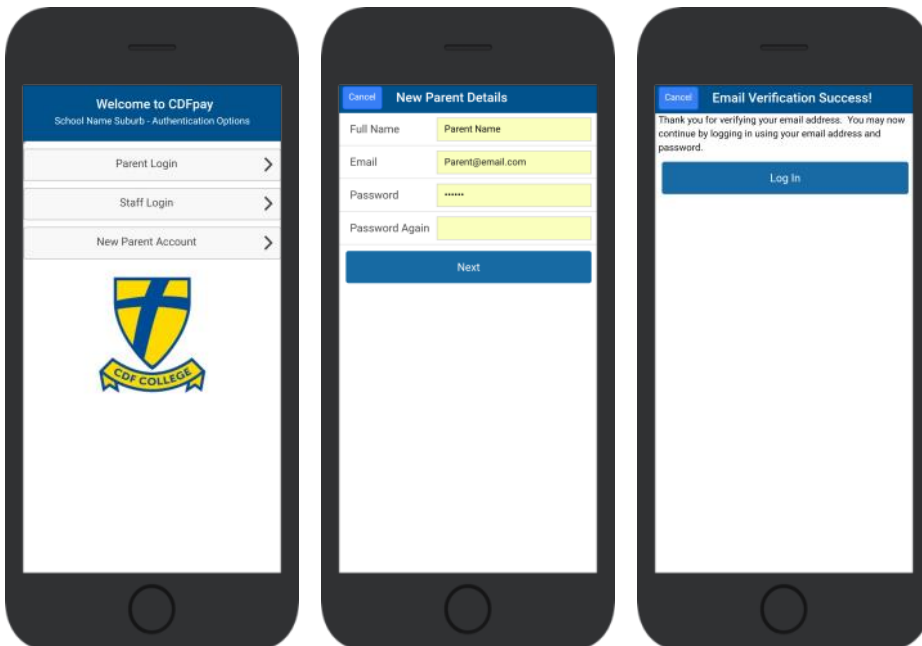 Welcome to CDFpay
School Name Suburb - Authentication Options
Parent Login
Staff Login
New Parent Account
CDF COLLEGE
Cancel
New Parent Details
Full Name
Parent Name
Email
Parent@email.com
Password
••••••
Password Again
Next
Cancel
Email Verification Success!
Thank you for verifying your email address. You may now
continue by logging in using your email address and
password.
Log In